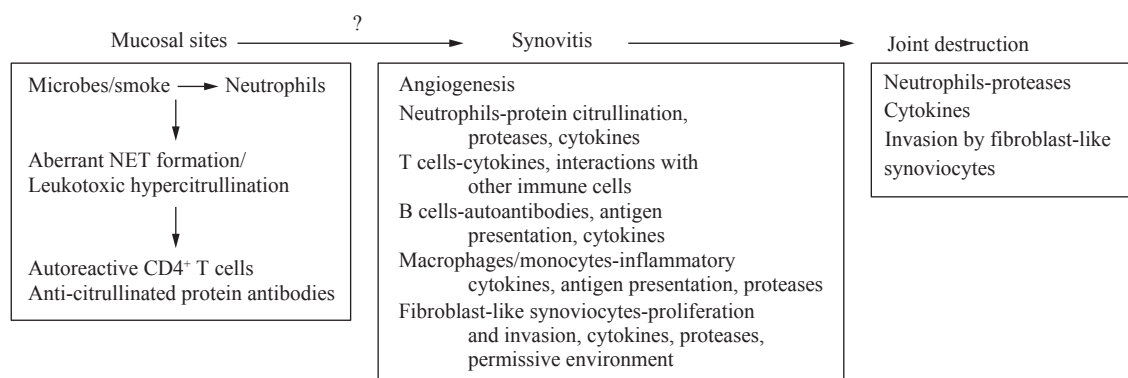 ?
Mucosal sites
Synovitis
Joint destruction
Microbes/smoke
Neutrophils
Aberrant NET formation/
Leukotoxic hypercitrullination
Autoreactive CD4⁺ T cells
Anti-citrullinated protein antibodies
Angiogenesis
Neutrophils-protein citrullination,
proteases, cytokines
T cells-cytokines, interactions with
other immune cells
B cells-autoantibodies, antigen
presentation, cytokines
Macrophages/monocytes-inflammatory
cytokines, antigen presentation, proteases
Fibroblast-like synoviocytes-proliferation
and invasion, cytokines, proteases,
permissive environment
Neutrophils-proteases
Cytokines
Invasion by fibroblast-like
synoviocytes